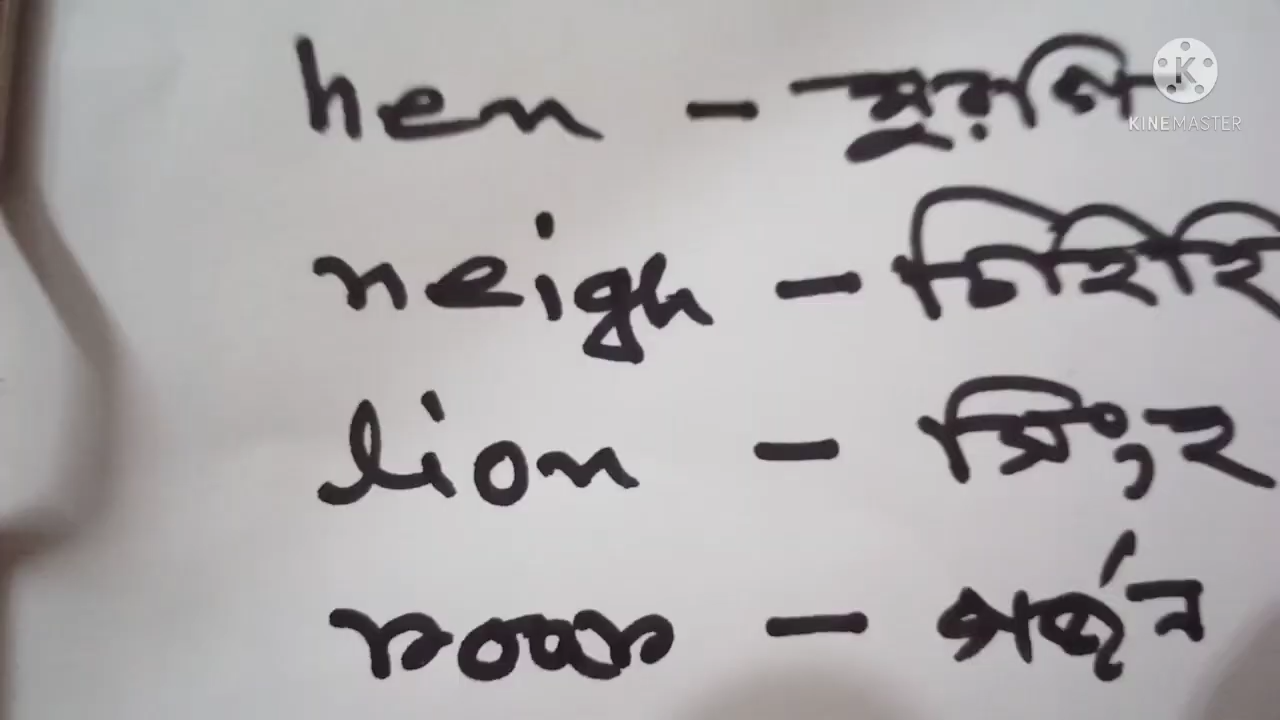 hen - মুরগি
KINEMASTER
neigh - চিঁহিহি
lion - সিংহ
roar - গর্জন